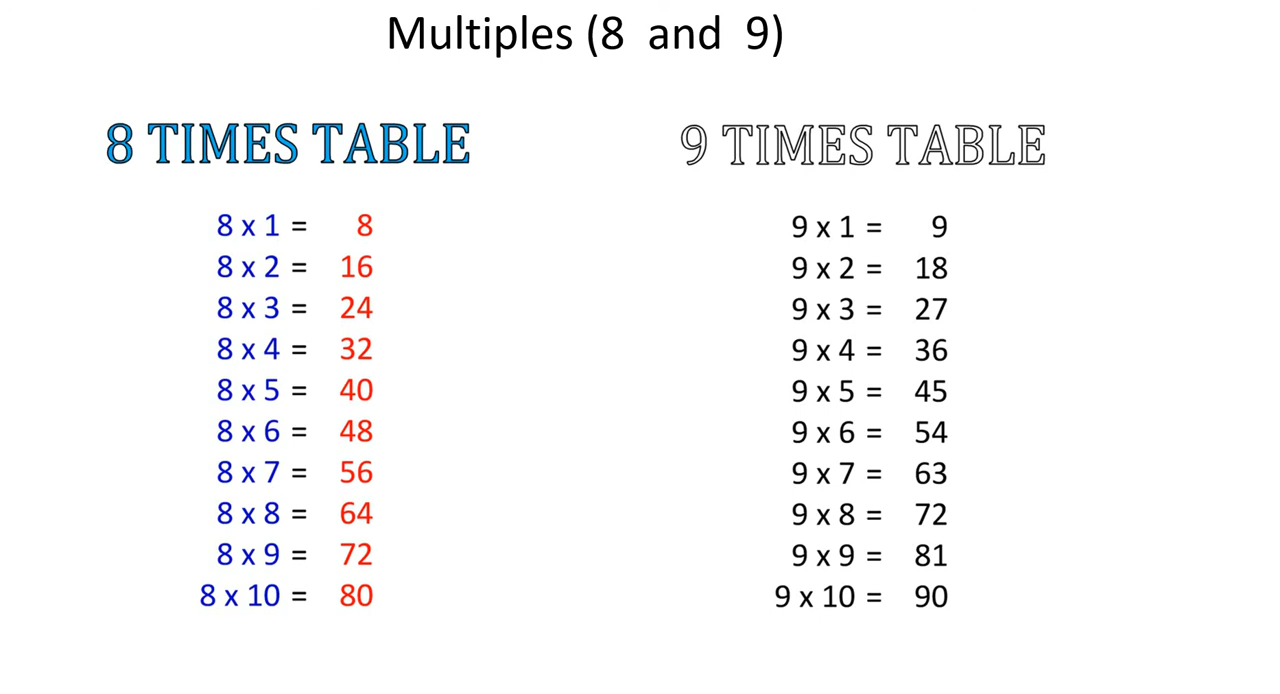 Multiples (8 and 9)
8 TIMES TABLE
8 x 1 = 8
8 x 2 = 16
8 x 3 = 24
8 x 4 = 32
8 x 5 = 40
8 x 6 = 48
8 x 7 = 56
8 x 8 = 64
8 x 9 = 72
8 x 10 = 80
9 TIMES TABLE
9 x 1 = 9
9 x 2 = 18
9 x 3 = 27
9 x 4 = 36
9 x 5 = 45
9 x 6 = 54
9 x 7 = 63
9 x 8 = 72
9 x 9 = 81
9 x 10 = 90